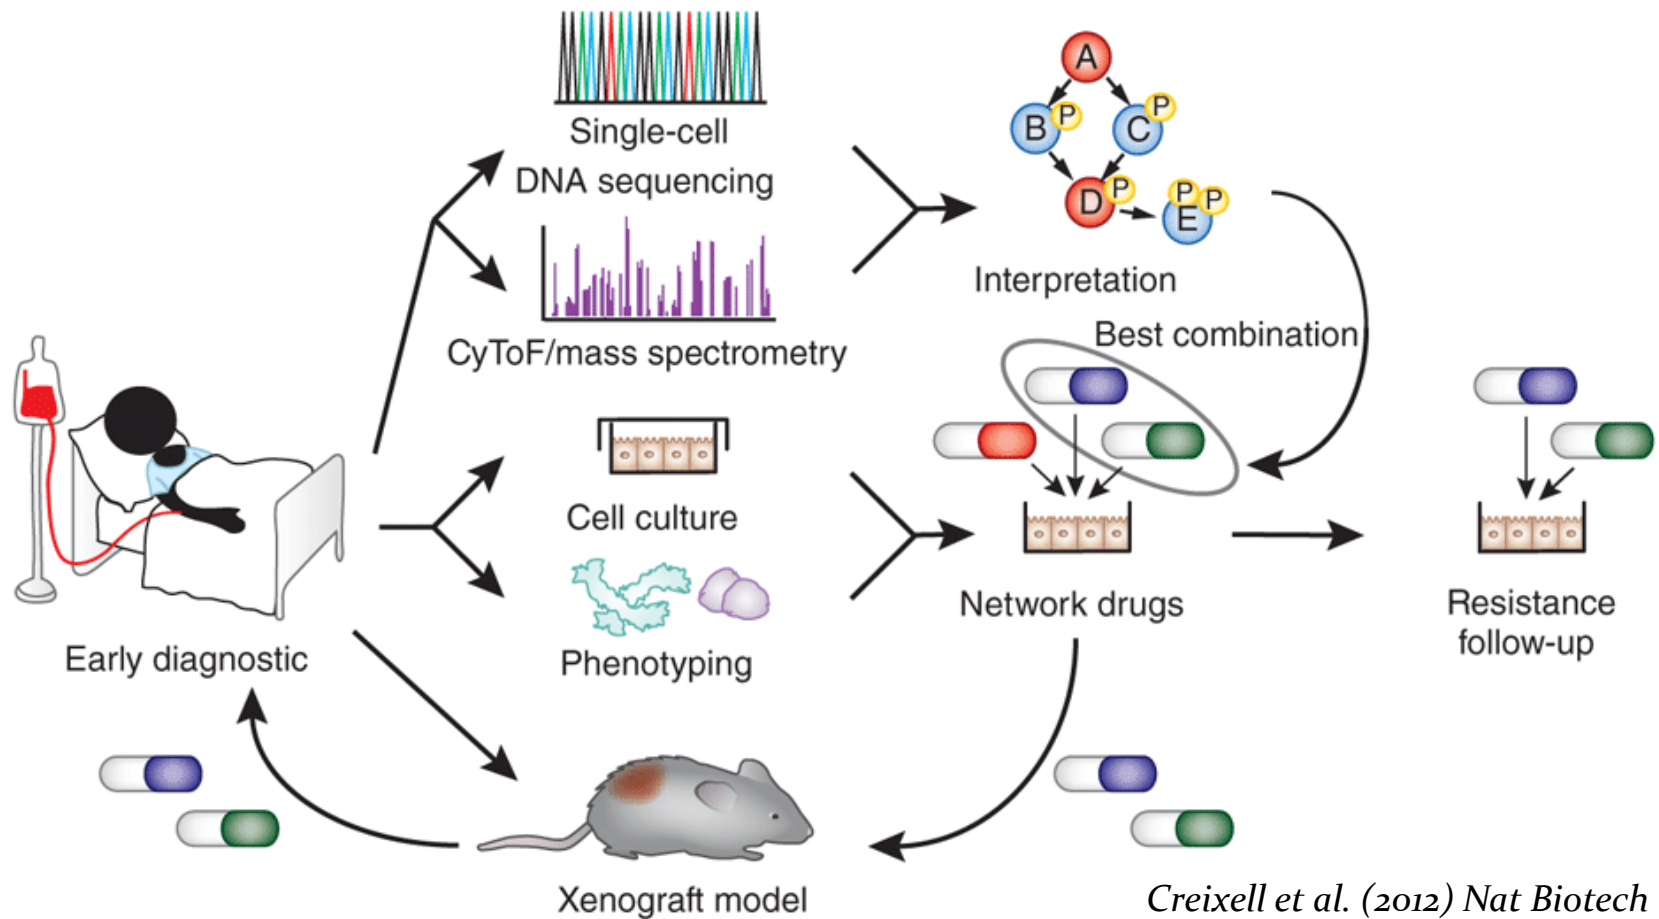 Single-cell
DNA sequencing
CyToF/mass spectrometry
A
B
P
C
P
D
P
E
P
P
Interpretation
Best combination
Early diagnostic
Cell culture
Phenotyping
Network drugs
Resistance
follow-up
Xenograft model
Creixell et al. (2012) Nat Biotech